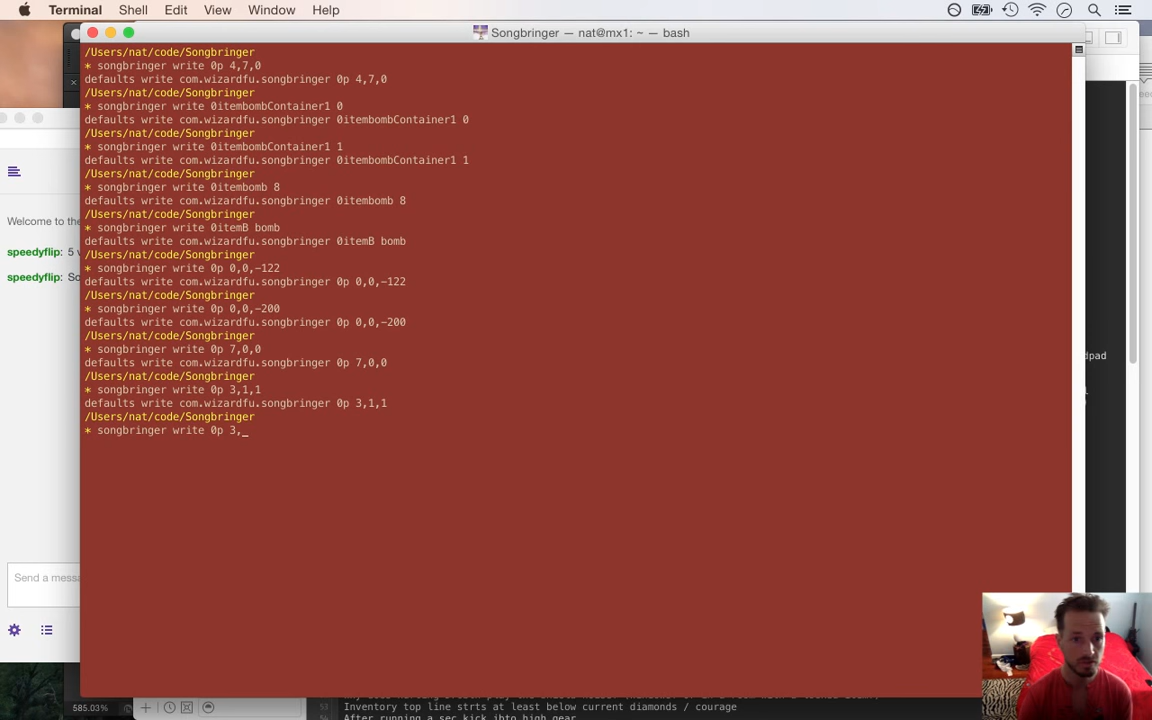 Terminal Shell Edit View Window Help
Songbringer — nat@mx1: ~ — bash
/Users/nat/code/Songbringer
* songbringer write 0p 4,7,0
defaults write com.wizardfu.songbringer 0p 4,7,0
/Users/nat/code/Songbringer
* songbringer write 0itembombContainer1 0
defaults write com.wizardfu.songbringer 0itembombContainer1 0
/Users/nat/code/Songbringer
* songbringer write 0itembombContainer1 1
defaults write com.wizardfu.songbringer 0itembombContainer1 1
/Users/nat/code/Songbringer
* songbringer write 0itembomb 8
defaults write com.wizardfu.songbringer 0itembomb 8
/Users/nat/code/Songbringer
* songbringer write 0itemB bomb
defaults write com.wizardfu.songbringer 0itemB bomb
/Users/nat/code/Songbringer
* songbringer write 0p 0,0,-122
defaults write com.wizardfu.songbringer 0p 0,0,-122
/Users/nat/code/Songbringer
* songbringer write 0p 0,0,-200
defaults write com.wizardfu.songbringer 0p 0,0,-200
/Users/nat/code/Songbringer
* songbringer write 0p 7,0,0
defaults write com.wizardfu.songbringer 0p 7,0,0
/Users/nat/code/Songbringer
* songbringer write 0p 3,1,1
defaults write com.wizardfu.songbringer 0p 3,1,1
/Users/nat/code/Songbringer
* songbringer write 0p 3,_
Welcome to the
speedyflip: 5
speedyflip: So
Send a messa
dpad
585.03%
53 Inventory top line strts at least below current diamonds / courage
After running a sec kick ibto high gear